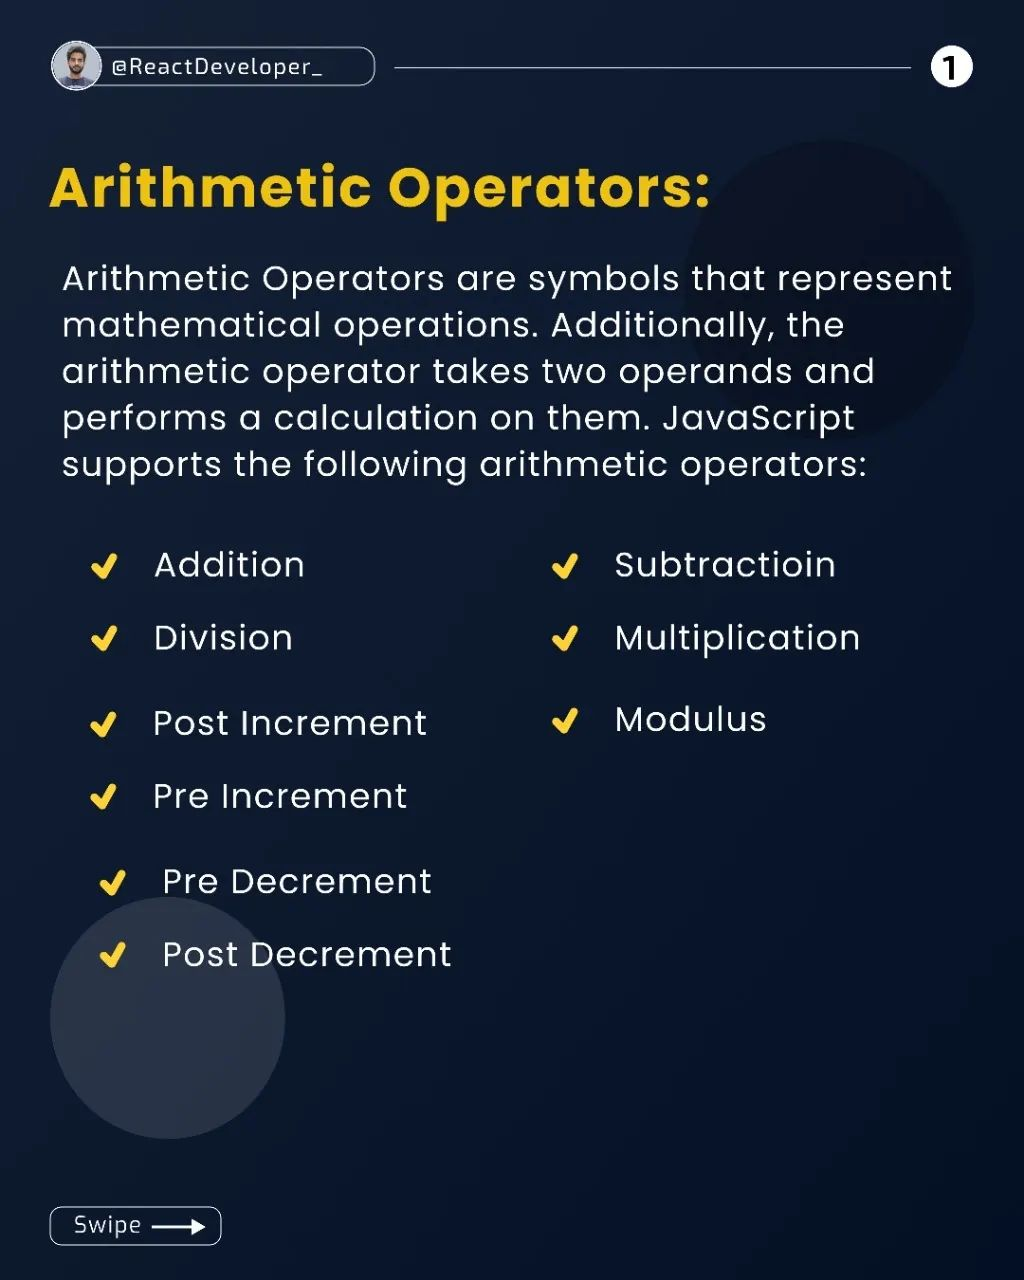 @ReactDeveloper_
1
Arithmetic Operators:
Arithmetic Operators are symbols that represent
mathematical operations. Additionally, the
arithmetic operator takes two operands and
performs a calculation on them. JavaScript
supports the following arithmetic operators:
Addition
Subtractioin
Division
Multiplication
Post Increment
Modulus
Pre Increment
Pre Decrement
Post Decrement
Swipe